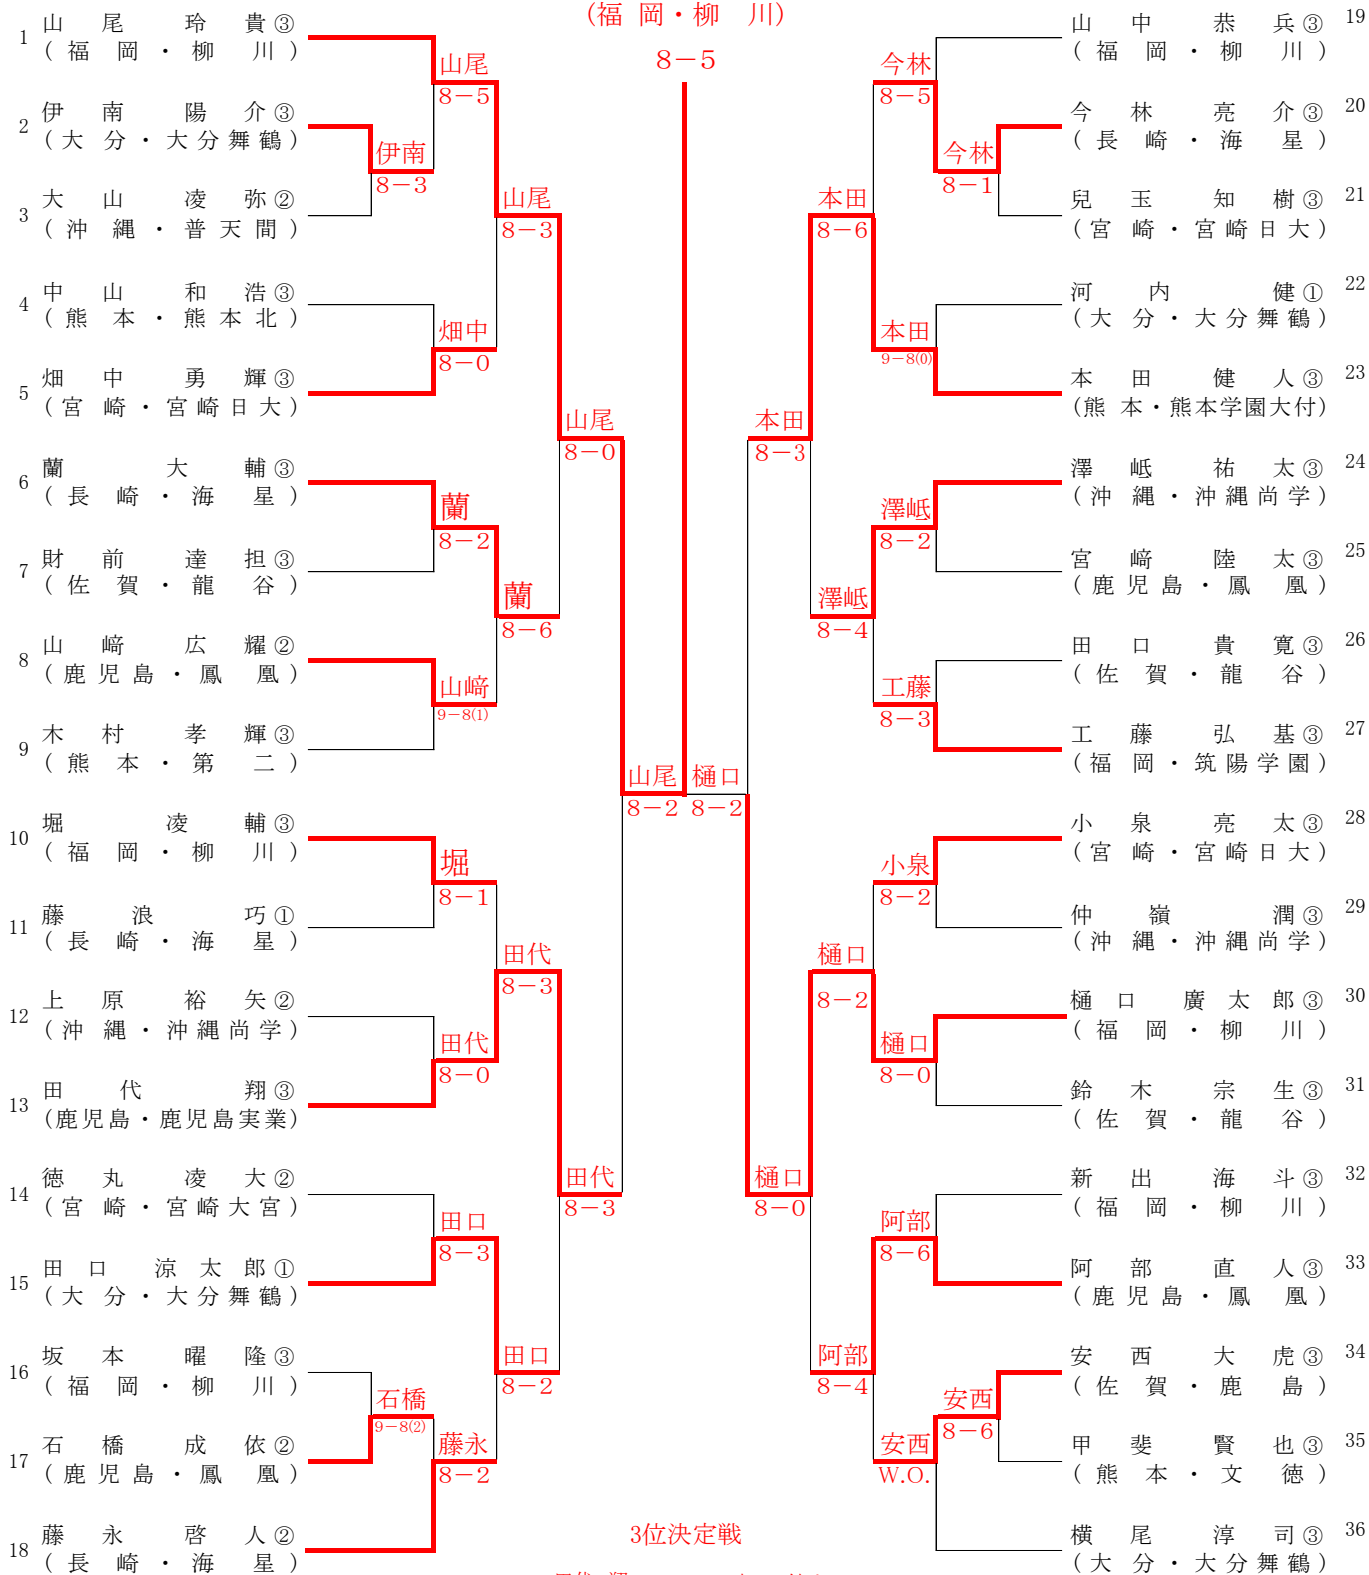 (福 岡・柳 川)
8－5
1 山 尾 玲 貴 ③
( 福 岡 ・ 柳 川 )
2 伊 南 陽 介 ③
( 大 分 ・ 大 分 舞 鶴 )
3 大 山 凌 弥 ②
( 沖 縄 ・ 普 天 間 )
4 中 山 和 浩 ③
( 熊 本 ・ 熊 本 北 )
5 畑 中 勇 輝 ③
( 宮 崎 ・ 宮 崎 日 大 )
6 蘭 大 輔 ③
( 長 崎 ・ 海 星 )
7 財 前 達 担 ③
( 佐 賀 ・ 龍 谷 )
8 山 﨑 広 耀 ②
( 鹿 児 島 ・ 鳳 凰 )
9 木 村 孝 輝 ③
( 熊 本 ・ 第 二 )
10 堀 凌 輔 ③
( 福 岡 ・ 柳 川 )
11 藤 浪 巧 ①
( 長 崎 ・ 海 星 )
12 上 原 裕 矢 ②
( 沖 縄 ・ 沖 縄 尚 学 )
13 田 代 翔 ③
(鹿児島・鹿児島実業)
14 徳 丸 凌 大 ②
( 宮 崎 ・ 宮 崎 大 宮 )
15 田 口 涼 太 郎 ①
( 大 分 ・ 大 分 舞 鶴 )
16 坂 本 曜 隆 ③
( 福 岡 ・ 柳 川 )
17 石 橋 成 依 ②
( 鹿 児 島 ・ 鳳 凰 )
18 藤 永 啓 人 ②
( 長 崎 ・ 海 星 )
伊南
8－3
石橋
9－8(2)
山尾
8－5
畑中
8－0
蘭
8－2
山﨑
9－8(1)
堀
8－1
田代
8－0
田口
8－3
藤永
8－2
山尾
8－3
蘭
8－6
田代
8－3
田口
8－2
山尾
8－0
田代
8－3
山尾
8－2
樋口
8－2
本田
8－3
樋口
8－0
本田
8－6
澤岻
8－4
樋口
8－2
阿部
8－4
今林
8－5
本田
9－8(0)
澤岻
8－2
工藤
8－3
小泉
8－2
樋口
8－0
阿部
8－6
安西
W.O.
今林
8－1
安西
8－6
山 中 恭 兵 ③ 19
( 福 岡 ・ 柳 川 )
今 林 亮 介 ③ 20
( 長 崎 ・ 海 星 )
兒 玉 知 樹 ③ 21
( 宮 崎 ・ 宮 崎 日 大 )
河 内 健 ① 22
( 大 分 ・ 大 分 舞 鶴 )
本 田 健 人 ③ 23
(熊 本・熊本学園大付)
澤 岻 祐 太 ③ 24
( 沖 縄 ・ 沖 縄 尚 学 )
宮 﨑 陸 太 ③ 25
( 鹿 児 島 ・ 鳳 凰 )
田 口 貴 寛 ③ 26
( 佐 賀 ・ 龍 谷 )
工 藤 弘 基 ③ 27
( 福 岡 ・ 筑 陽 学 園 )
小 泉 亮 太 ③ 28
( 宮 崎 ・ 宮 崎 日 大 )
仲 嶺 潤 ③ 29
( 沖 縄 ・ 沖 縄 尚 学 )
樋 口 廣 太 郎 ③ 30
( 福 岡 ・ 柳 川 )
鈴 木 宗 生 ③ 31
( 佐 賀 ・ 龍 谷 )
新 出 海 斗 ③ 32
( 福 岡 ・ 柳 川 )
阿 部 直 人 ③ 33
( 鹿 児 島 ・ 鳳 凰 )
安 西 大 虎 ③ 34
( 佐 賀 ・ 鹿 島 )
甲 斐 賢 也 ③ 35
( 熊 本 ・ 文 徳 )
横 尾 淳 司 ③ 36
( 大 分 ・ 大 分 舞 鶴 )
3位決定戦